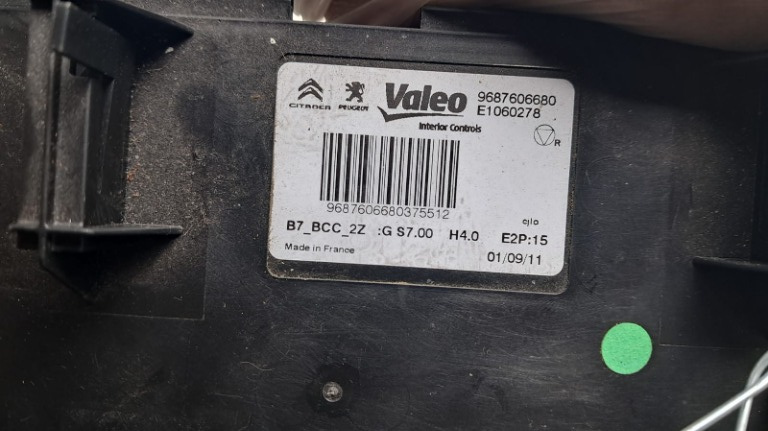 CITROËN PEUGEOT Valeo 9687606680
E1060278
Interior Controls
R
9687606680375512
cjlo
B7_BCC_2Z :G S7.00 H4.0 E2P:15
Made in France 01/09/11